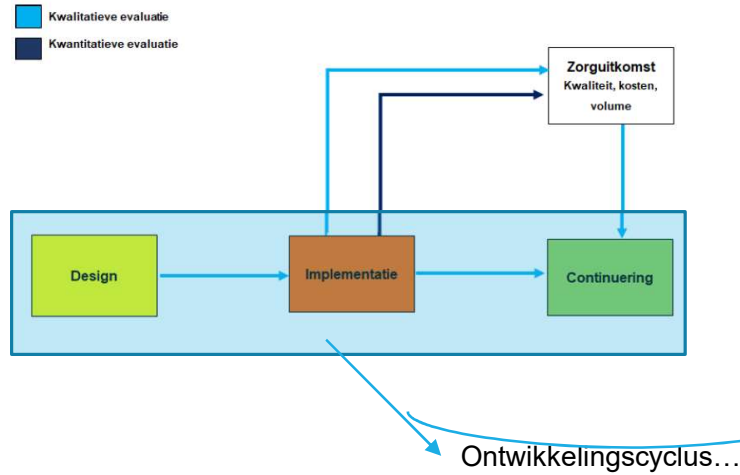 Kwalitatieve evaluatie
Kwantitatieve evaluatie
Zorguitkomst
Kwaliteit, kosten,
volume
Design
Implementatie
Continuering
Ontwikkelingscyclus…